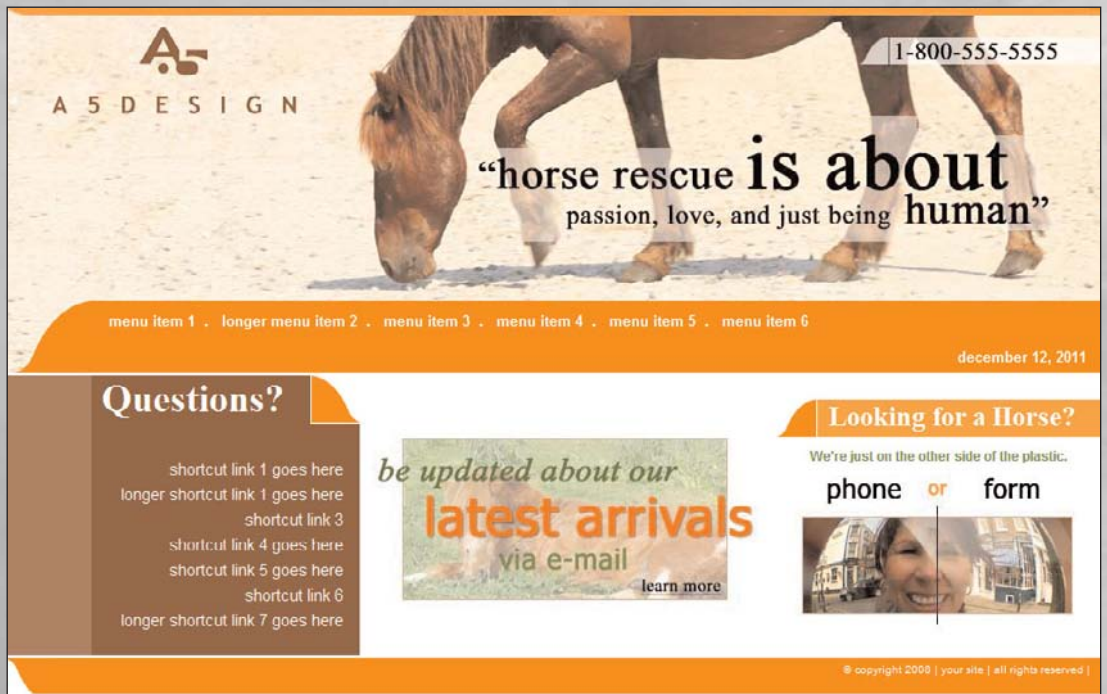 A5
A5DESIGN
1-800-555-5555
“horse rescue is about
passion, love, and just being human”
menu item 1 . longer menu item 2 . menu item 3 . menu item 4 . menu item 5 . menu item 6
december 12, 2011
Questions?
shortcut link 1 goes here
longer shortcut link 1 goes here
shortcut link 3
shortcut link 4 goes here
shortcut link 5 goes here
shortcut link 6
longer shortcut link 7 goes here
be updated about our
latest arrivals
via e-mail
learn more
Looking for a Horse?
We're just on the other side of the plastic.
phone or form
© copyright 2006 | your site | all rights reserved |